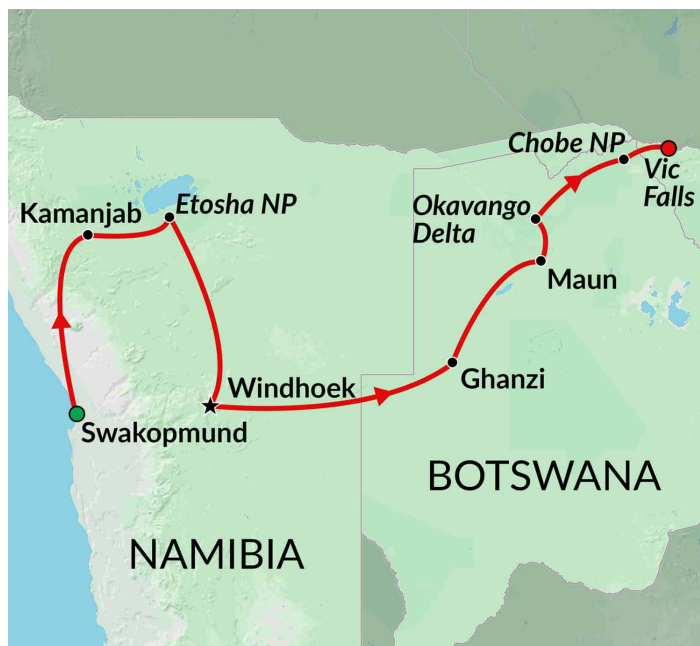 Chobe NP
Vic
Falls
Kamanjab
Etosha NP
Okavango
Delta
Maun
Windhoek
Ghanzi
Swakopmund
BOTSWANA
NAMIBIA